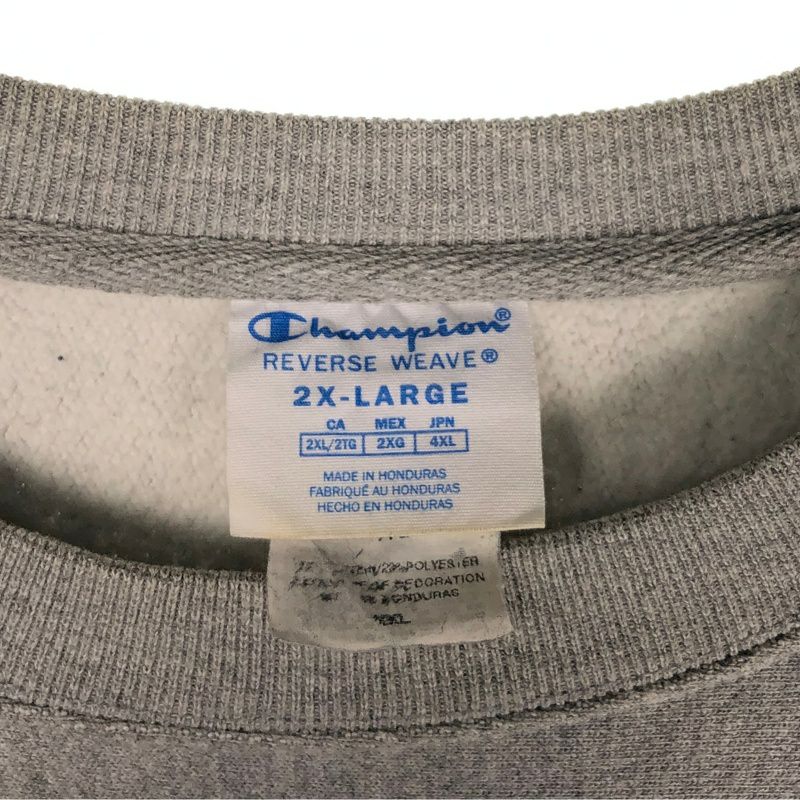 Champion®
REVERSE WEAVE®
2X-LARGE
CA MEX JPN
2XL/2TG 2XG 4XL
MADE IN HONDURAS
FABRIQUÉ AU HONDURAS
HECHO EN HONDURAS
POLYESTER
OF DECORATION
HONDURAS